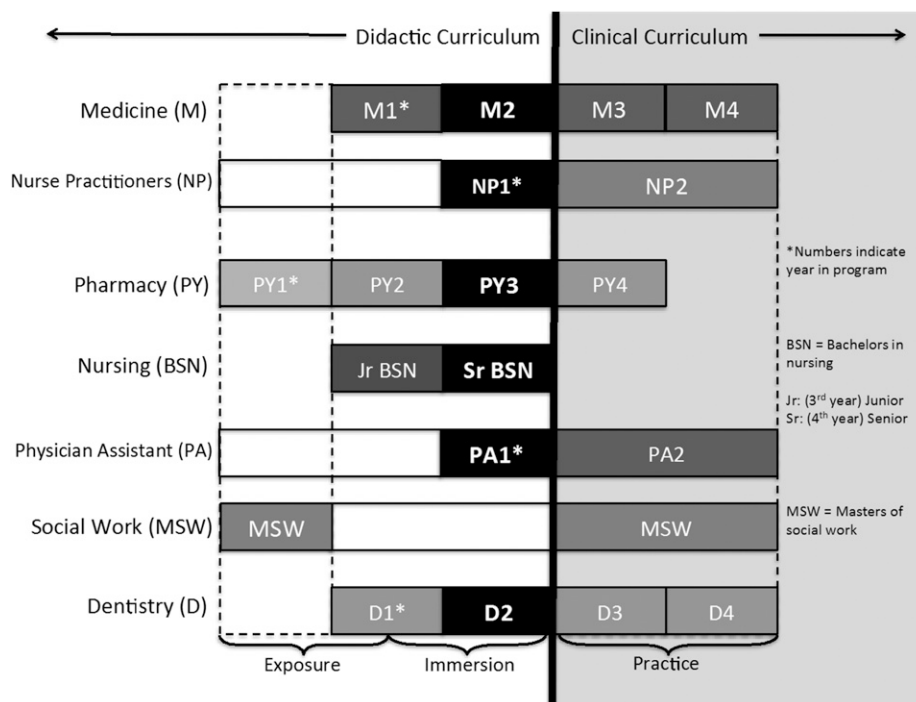 Didactic Curriculum
Clinical Curriculum
Medicine (M)
M1*
M2
M3
M4
Nurse Practitioners (NP)
NP1*
NP2
*Numbers indicate
year in program
Pharmacy (PY)
PY1*
PY2
PY3
PY4
BSN = Bachelors in
nursing
Nursing (BSN)
Jr BSN
Sr BSN
Jr: (3rd year) Junior
Sr: (4th year) Senior
Physician Assistant (PA)
PA1*
PA2
Social Work (MSW)
MSW
MSW
MSW = Masters of
social work
Dentistry (D)
D1*
D2
D3
D4
Exposure
Immersion
Practice